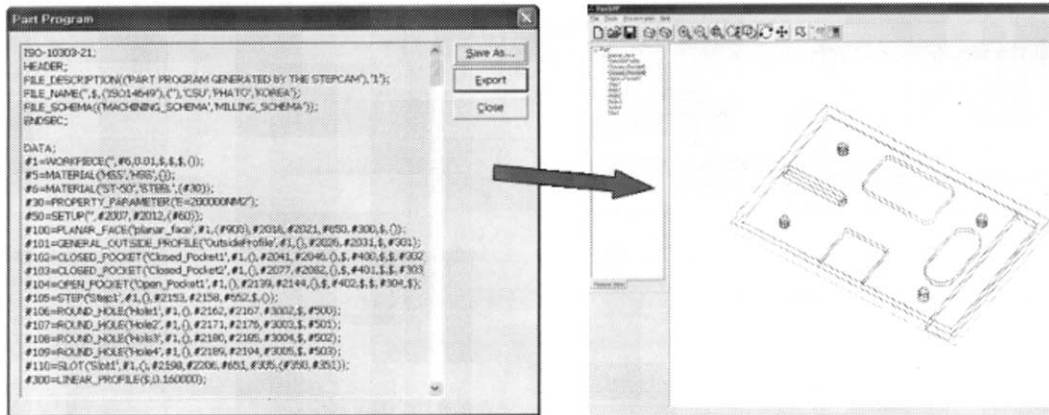 Part Program
ISO-10303-21;
HEADER;
FILE_DESCRIPTION(('PART PROGRAM GENERATED BY THE STEPCAM'),'1');
FILE_NAME('',$,('ISO14649'),(''),'CSU','PHATO','KOREA');
FILE_SCHEMA(('MACHINING_SCHEMA','MILLING_SCHEMA'));
ENDSEC;
DATA;
#1=WORKPIECE('',#6,0.01,$,$,$,());
#5=MATERIAL('HSS','HSS',());
#6=MATERIAL('ST-50','STEEL',(#30));
#30=PROPERTY_PARAMETER('E=200000NM2');
#50=SETUP('',#2007,#2012,(#60));
#100=PLANAR_FACE('planar_face',#1,(#900),#2018,#2021,#650,#300,$,());
#101=GENERAL_OUTSIDE_PROFILE('OutsideProfile',#1,(),#2026,#2031,$,#301);
#102=CLOSED_POCKET('Closed_Pocket1',#1,(),#2041,#2046,(),$,#400,$,$,#302
#103=CLOSED_POCKET('Closed_Pocket2',#1,(),#2077,#2082,(),$,#401,$,$,#303
#104=OPEN_POCKET('Open_Pocket1',#1,(),#2139,#2144,(),$,#402,$,$,#304,$);
#105=STEP('Step1',#1,(),#2153,#2158,#652,$,());
#106=ROUND_HOLE('Hole1',#1,(),#2162,#2167,#3002,$,#500);
#107=ROUND_HOLE('Hole2',#1,(),#2171,#2176,#3003,$,#501);
#108=ROUND_HOLE('Hole3',#1,(),#2180,#2185,#3004,$,#502);
#109=ROUND_HOLE('Hole4',#1,(),#2189,#2194,#3005,$,#503);
#110=SLOT('Slot1',#1,(),#2198,#2206,#651,#305,(#350,#351));
#300=LINEAR_PROFILE($,0.160000);
Save As...
Export
Close